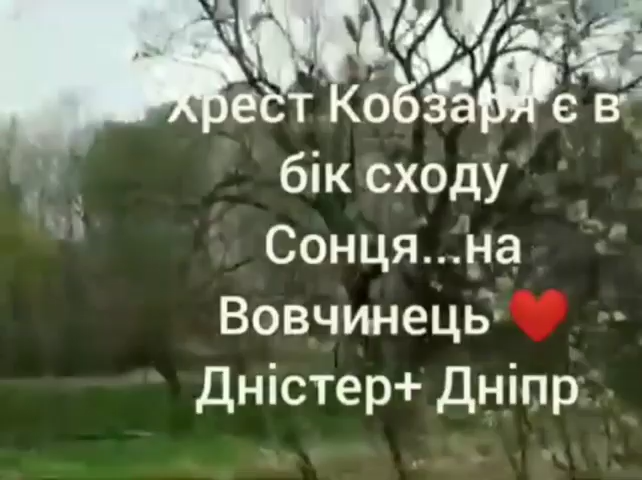 Хрест Кобзаря є в
бік сходу
Сонця...на
Вовчинець ❤️
Дністер+ Дніпр